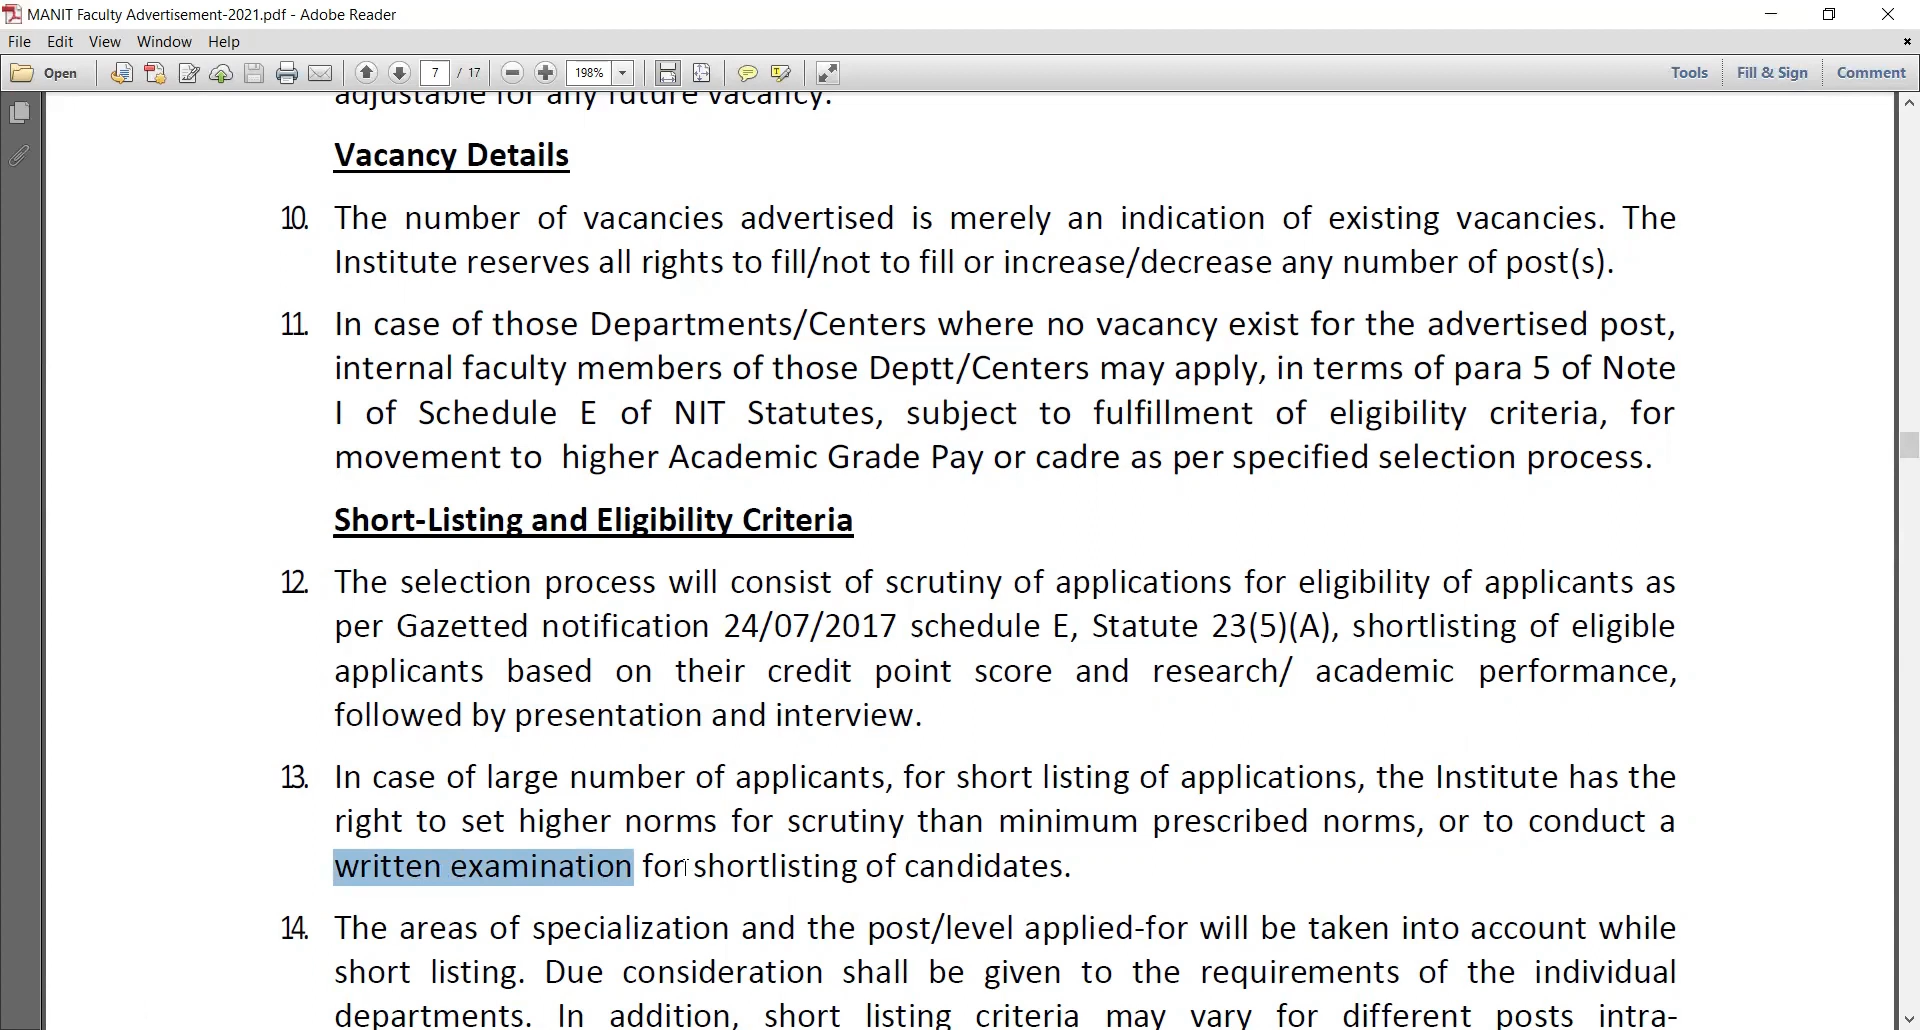 MANIT Faculty Advertisement-2021.pdf - Adobe Reader
File Edit View Window Help
Open 7 / 17 198% Tools Fill & Sign Comment
adjustable for any future vacancy.
Vacancy Details
10. The number of vacancies advertised is merely an indication of existing vacancies. The
Institute reserves all rights to fill/not to fill or increase/decrease any number of post(s).
11. In case of those Departments/Centers where no vacancy exist for the advertised post,
internal faculty members of those Deptt/Centers may apply, in terms of para 5 of Note
I of Schedule E of NIT Statutes, subject to fulfillment of eligibility criteria, for
movement to higher Academic Grade Pay or cadre as per specified selection process.
Short-Listing and Eligibility Criteria
12. The selection process will consist of scrutiny of applications for eligibility of applicants as
per Gazetted notification 24/07/2017 schedule E, Statute 23(5)(A), shortlisting of eligible
applicants based on their credit point score and research/ academic performance,
followed by presentation and interview.
13. In case of large number of applicants, for short listing of applications, the Institute has the
right to set higher norms for scrutiny than minimum prescribed norms, or to conduct a
written examination for shortlisting of candidates.
14. The areas of specialization and the post/level applied-for will be taken into account while
short listing. Due consideration shall be given to the requirements of the individual
departments. In addition, short listing criteria may vary for different posts intra-